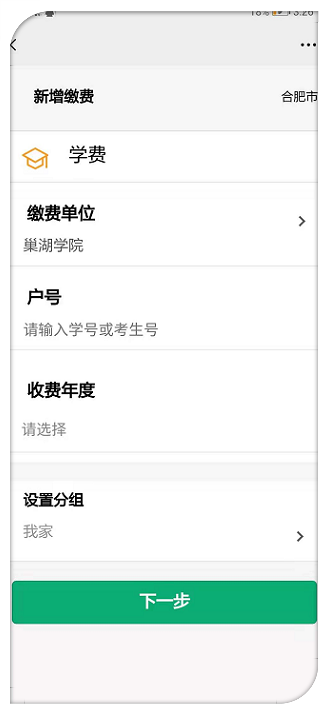 新增缴费
合肥市
学费
缴费单位
巢湖学院
户号
请输入学号或考生号
收费年度
请选择
设置分组
我家
下一步